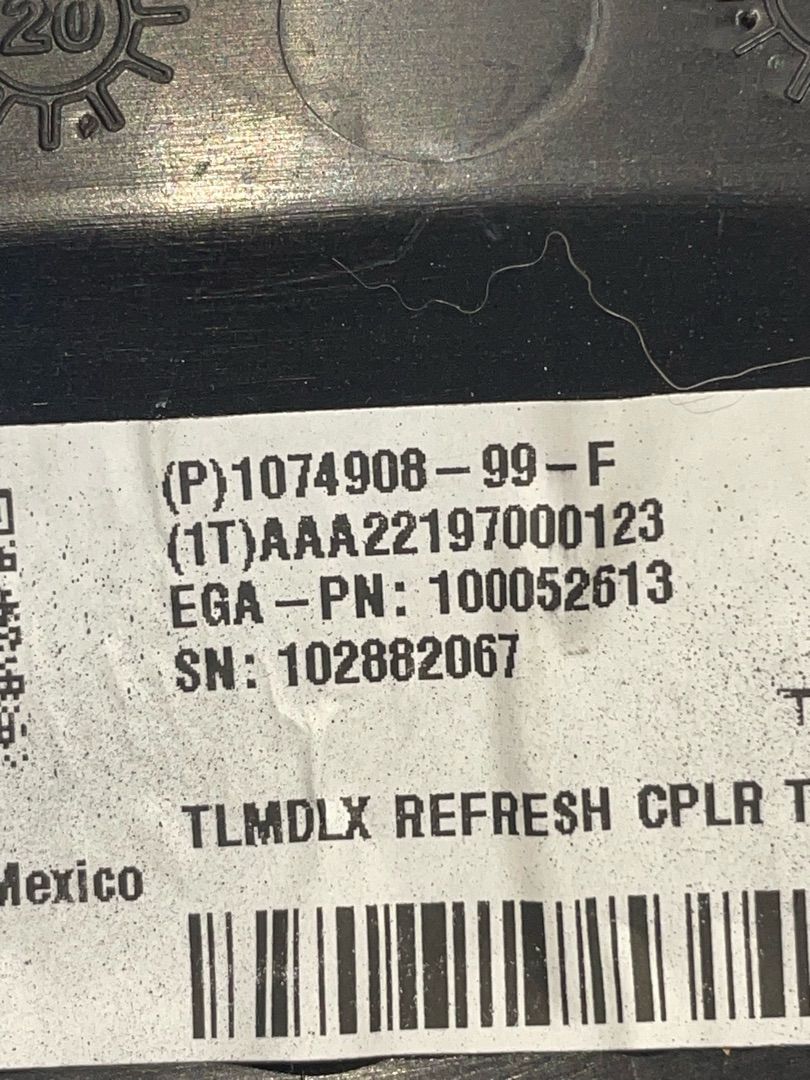 20
(P)1074908-99-F
(1T)AAA22197000123
EGA-PN: 100052613
SN: 102882067
TLMDLX REFRESH CPLR T
Mexico